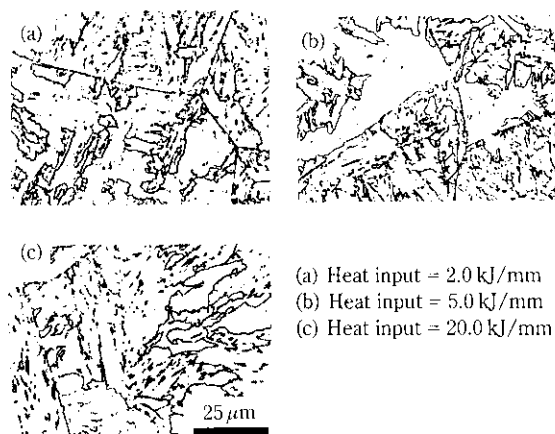 (a)
(b)
(c)
25 μm
(a) Heat input = 2.0 kJ/mm
(b) Heat input = 5.0 kJ/mm
(c) Heat input = 20.0 kJ/mm